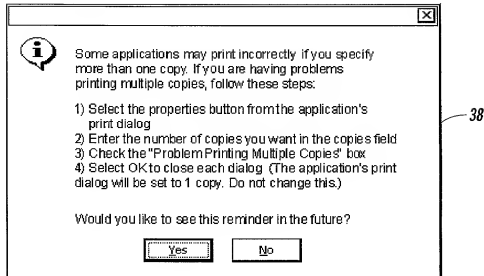 Some applications may print incorrectly if you specify
more than one copy. If you are having problems
printing multiple copies, follow these steps:
1) Select the properties button from the application's
print dialog
2) Enter the number of copies you want in the copies field
3) Check the "Problem Printing Multiple Copies" box
4) Select OK to close each dialog (The application's print
dialog will be set to 1 copy. Do not change this.)
38
Would you like to see this reminder in the future?
Yes No